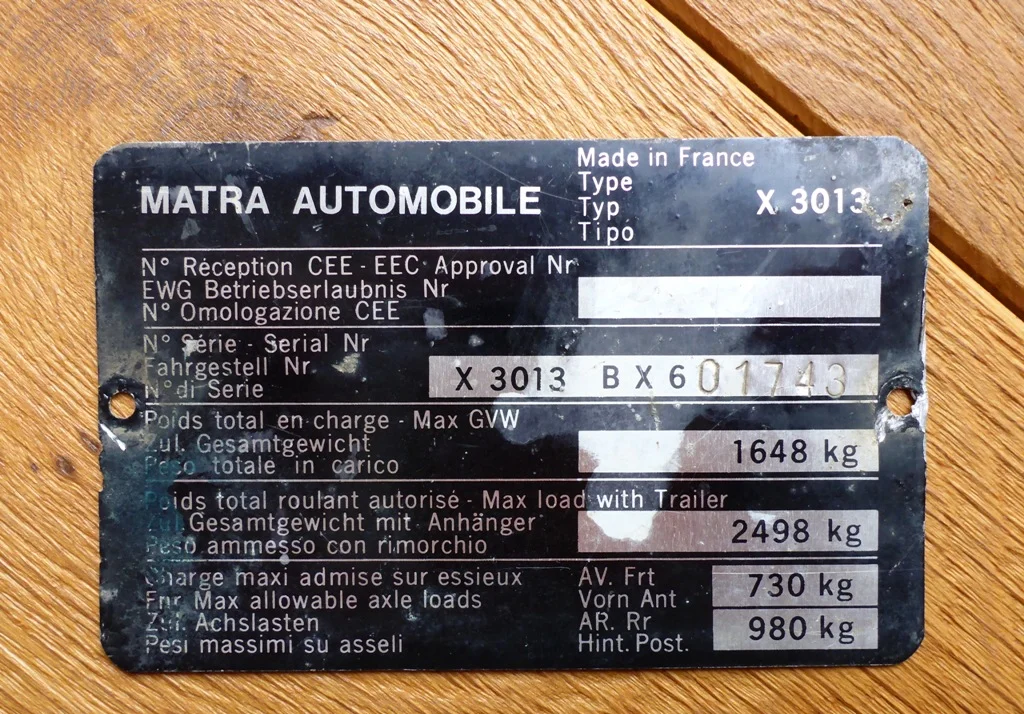 Made in France
MATRA AUTOMOBILE
Type
Typ
Tipo
X 3013
N° Réception CEE - EEC Approval Nr
EWG Betriebserlaubnis Nr
N° Omologazione CEE
N° Série - Serial Nr
Fahrgestell Nr
N° di Serie
X 3013 B X 6 01743
Poids total en charge - Max GVW
Zul. Gesamtgewicht
Peso totale in carico
1648 kg
Poids total roulant autorisé - Max load with Trailer
Zul. Gesamtgewicht mit Anhänger
Peso ammesso con rimorchio
2498 kg
Charge maxi admise sur essieux
Fnr Max allowable axle loads
Zul. Achslasten
Pesi massimi su asseli
AV. Frt
Vorn Ant
730 kg
AR. Rr
Hint. Post.
980 kg